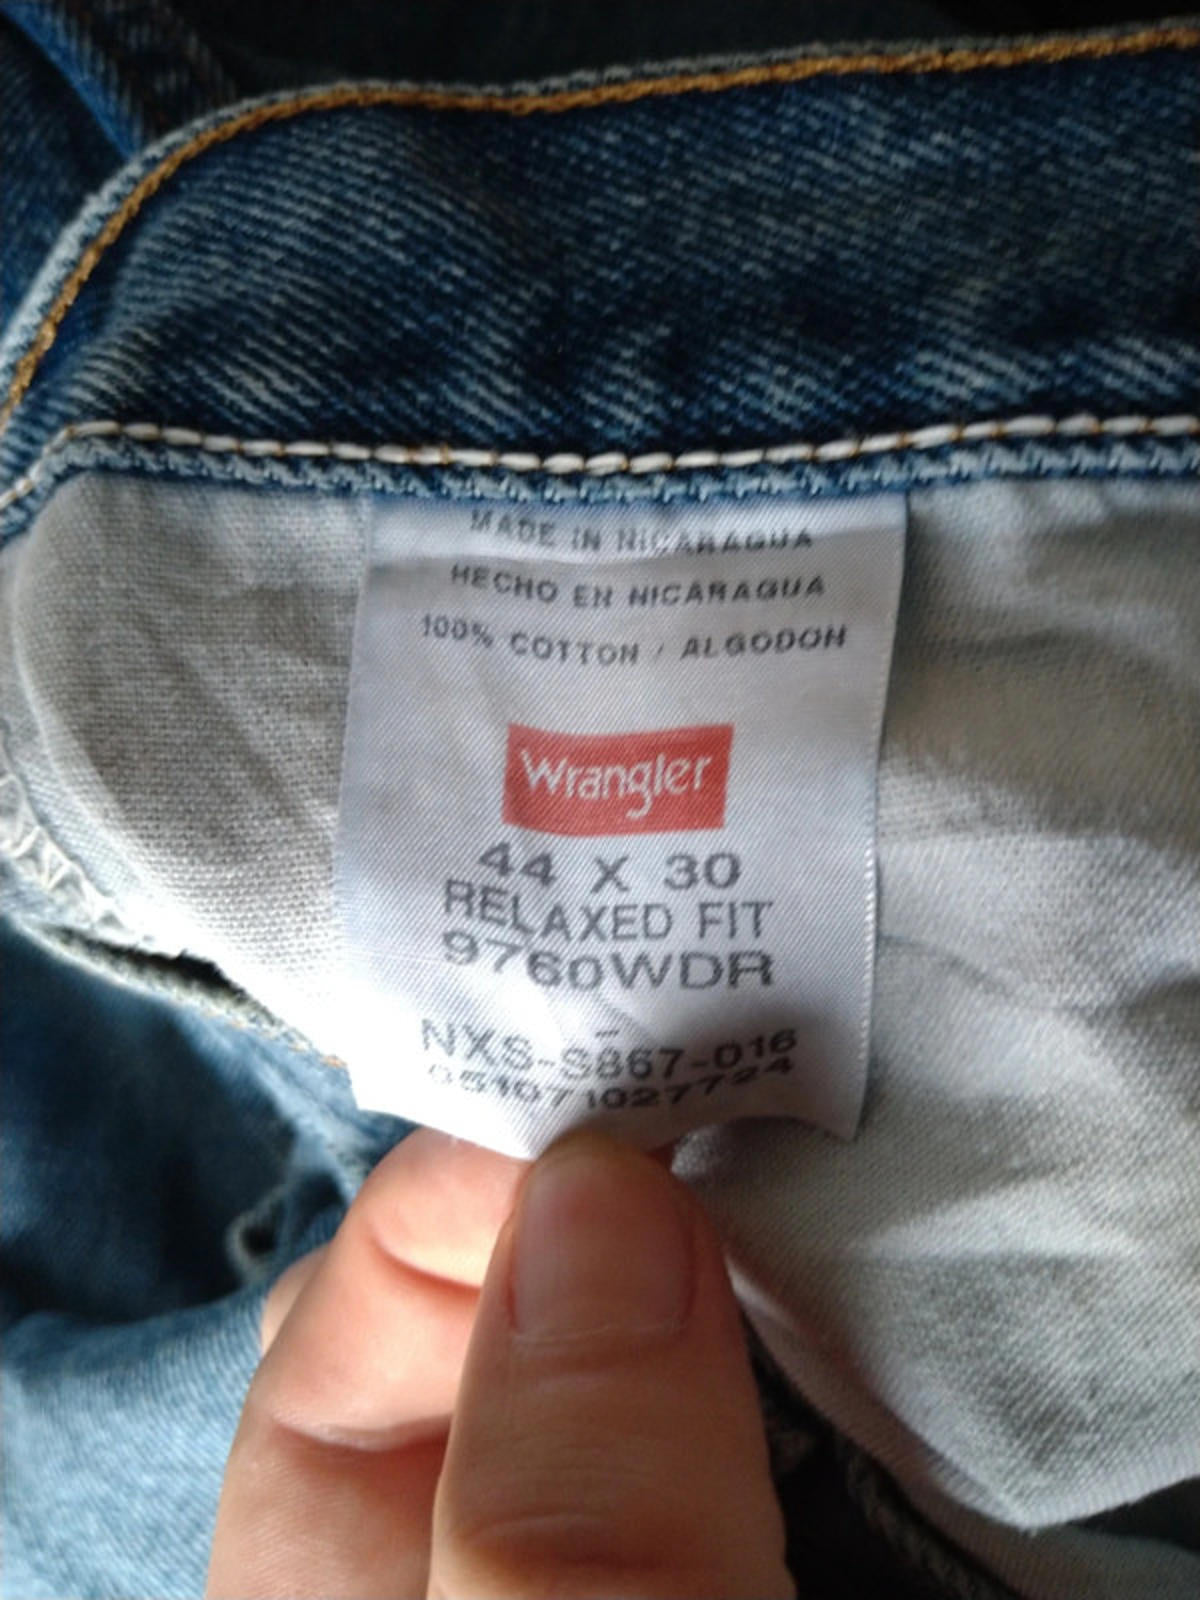 MADE IN NICARAGUA
HECHO EN NICARAGUA
100% COTTON / ALGODON
Wrangler
44 X 30
RELAXED FIT
9760WDR
-
NXS-S867-016